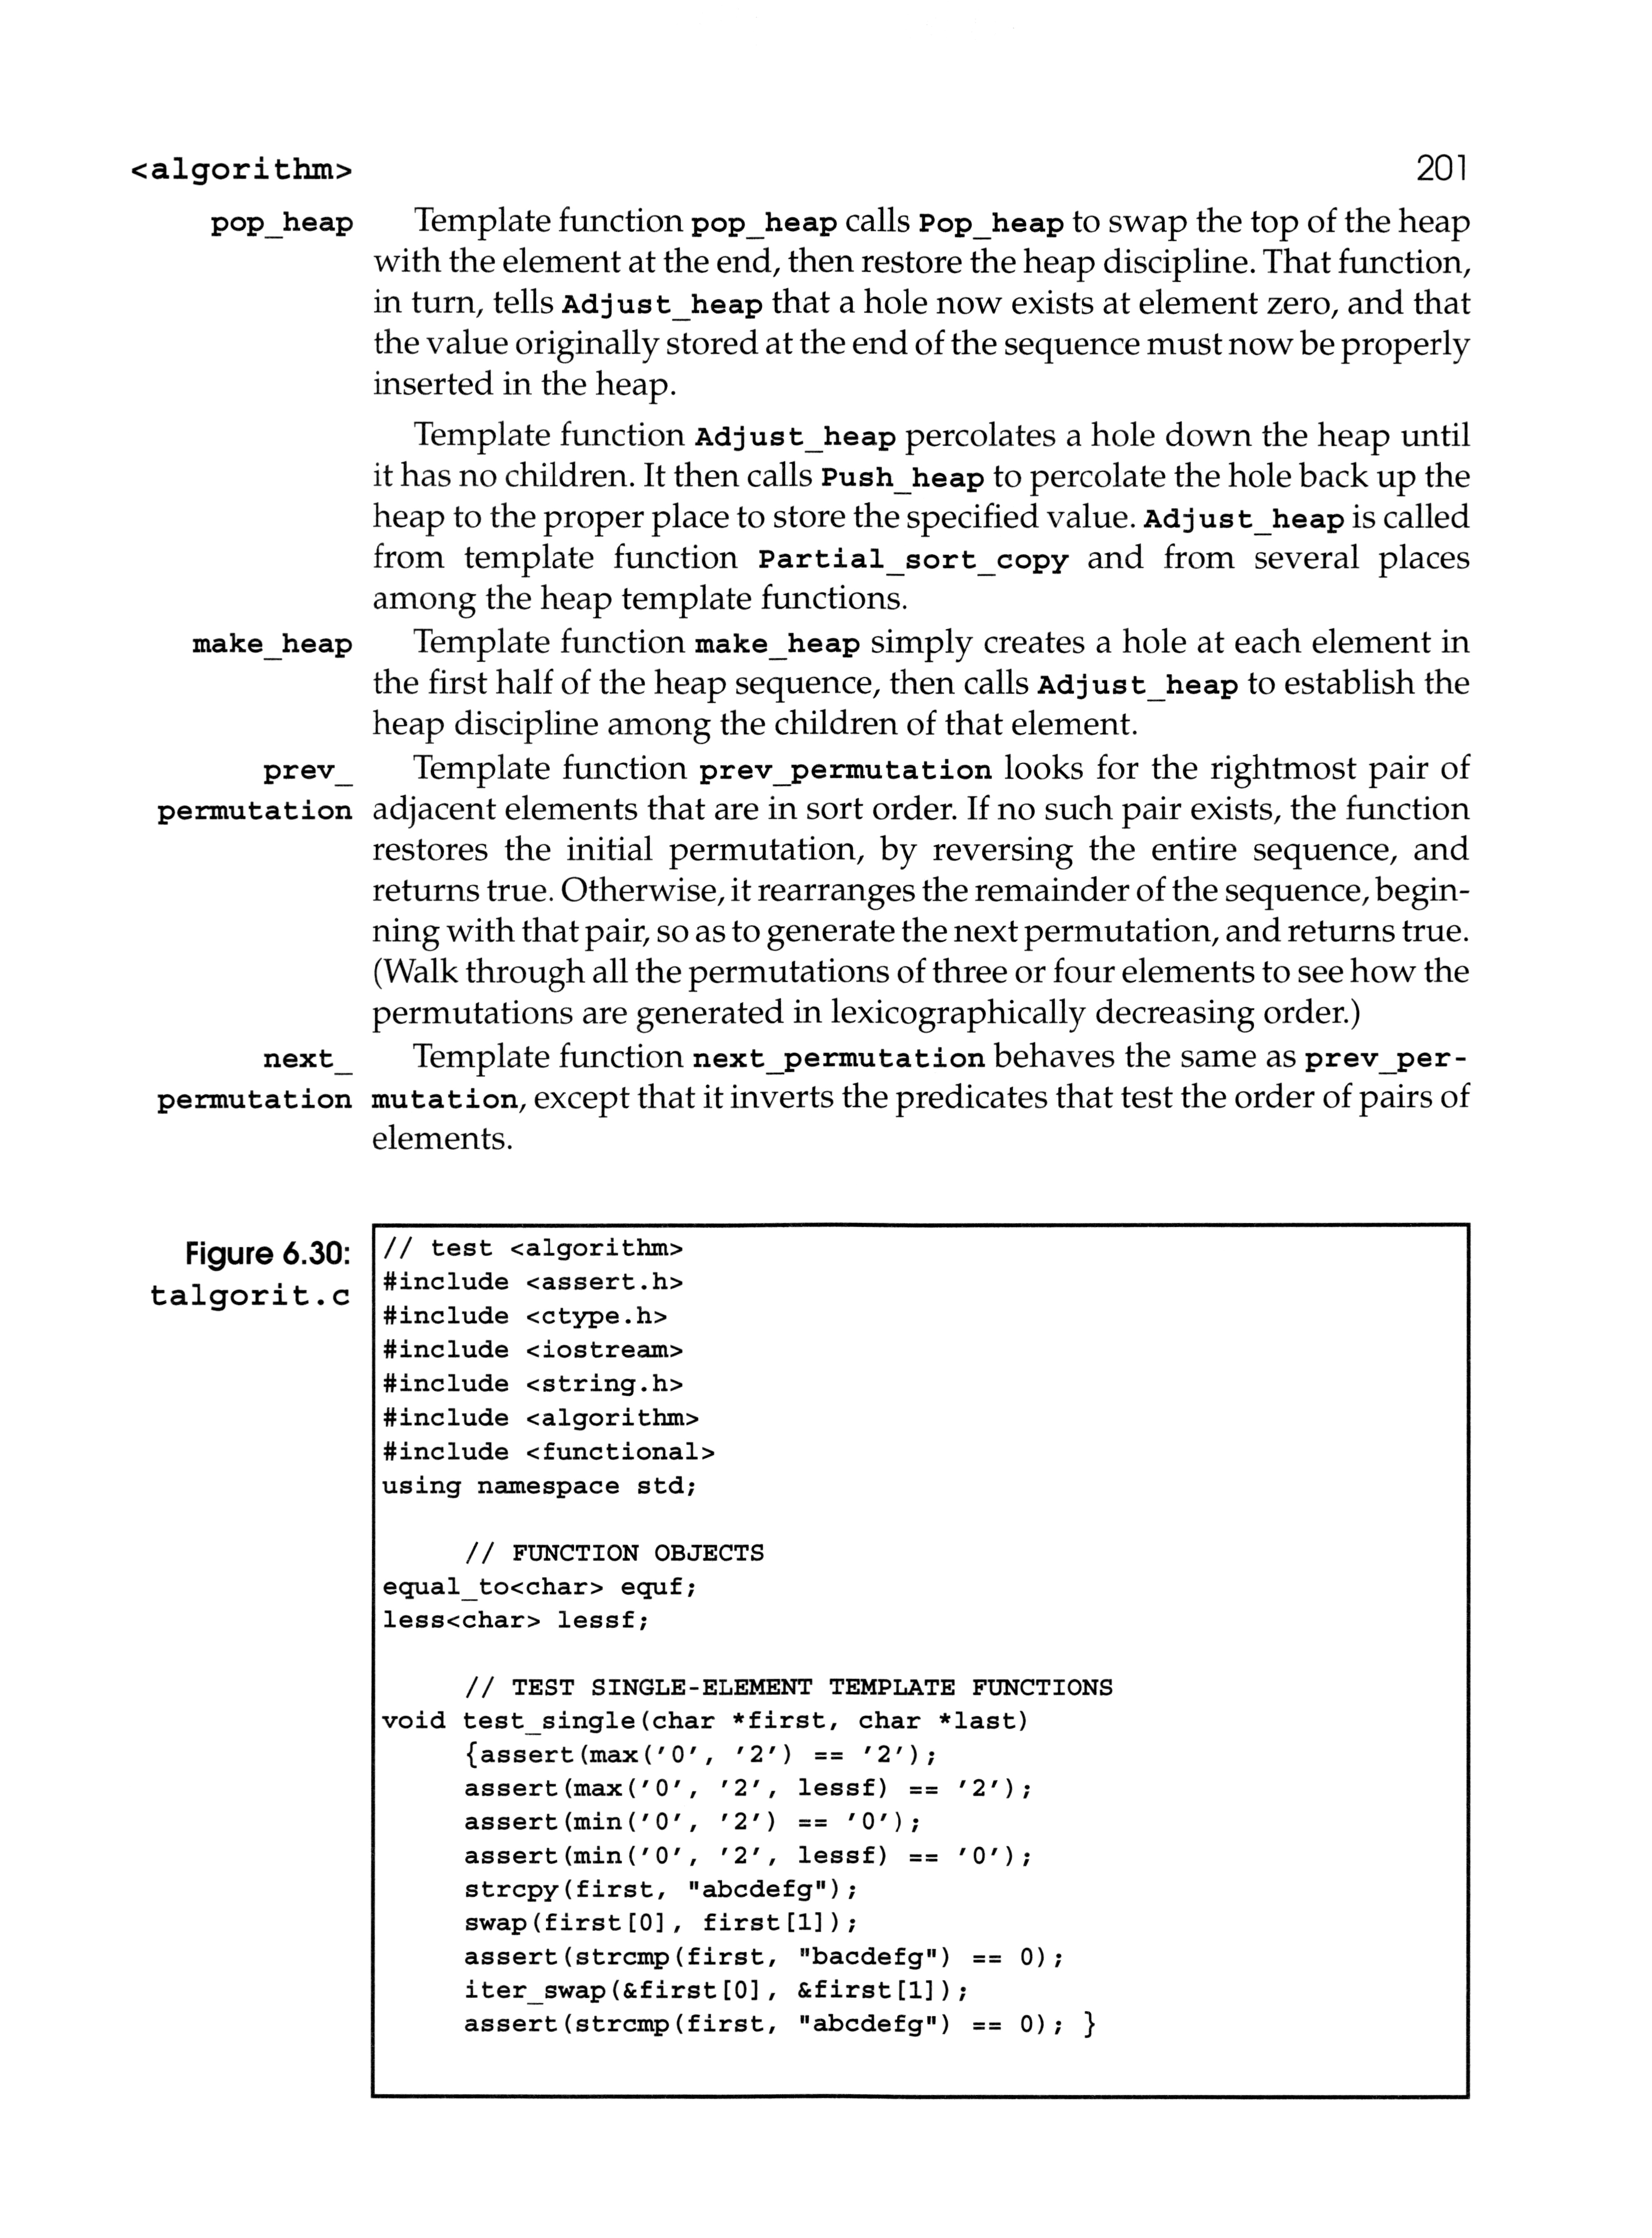 <algorithm> 201
pop_heap Template function pop_heap calls Pop_heap to swap the top of the heap
with the element at the end, then restore the heap discipline. That function,
in turn, tells Adjust_heap that a hole now exists at element zero, and that
the value originally stored at the end of the sequence must now be properly
inserted in the heap.
Template function Adjust_heap percolates a hole down the heap until
it has no children. It then calls Push_heap to percolate the hole back up the
heap to the proper place to store the specified value. Adjust_heap is called
from template function Partial_sort_copy and from several places
among the heap template functions.
make_heap Template function make_heap simply creates a hole at each element in
the first half of the heap sequence, then calls Adjust_heap to establish the
heap discipline among the children of that element.
prev_ Template function prev_permutation looks for the rightmost pair of
permutation adjacent elements that are in sort order. If no such pair exists, the function
restores the initial permutation, by reversing the entire sequence, and
returns true. Otherwise, it rearranges the remainder of the sequence, begin-
ning with that pair, so as to generate the next permutation, and returns true.
(Walk through all the permutations of three or four elements to see how the
permutations are generated in lexicographically decreasing order.)
next_ Template function next_permutation behaves the same as prev_per-
permutation mutation, except that it inverts the predicates that test the order of pairs of
elements.
Figure 6.30:
talgorit.c
// test <algorithm>
#include <assert.h>
#include <ctype.h>
#include <iostream>
#include <string.h>
#include <algorithm>
#include <functional>
using namespace std;
// FUNCTION OBJECTS
equal_to<char> equf;
less<char> lessf;
// TEST SINGLE-ELEMENT TEMPLATE FUNCTIONS
void test_single(char *first, char *last)
{assert(max('0', '2') == '2');
assert(max('0', '2', lessf) == '2');
assert(min('0', '2') == '0');
assert(min('0', '2', lessf) == '0');
strcpy(first, "abcdefg");
swap(first[0], first[1]);
assert(strcmp(first, "bacdefg") == 0);
iter_swap(&first[0], &first[1]);
assert(strcmp(first, "abcdefg") == 0); }